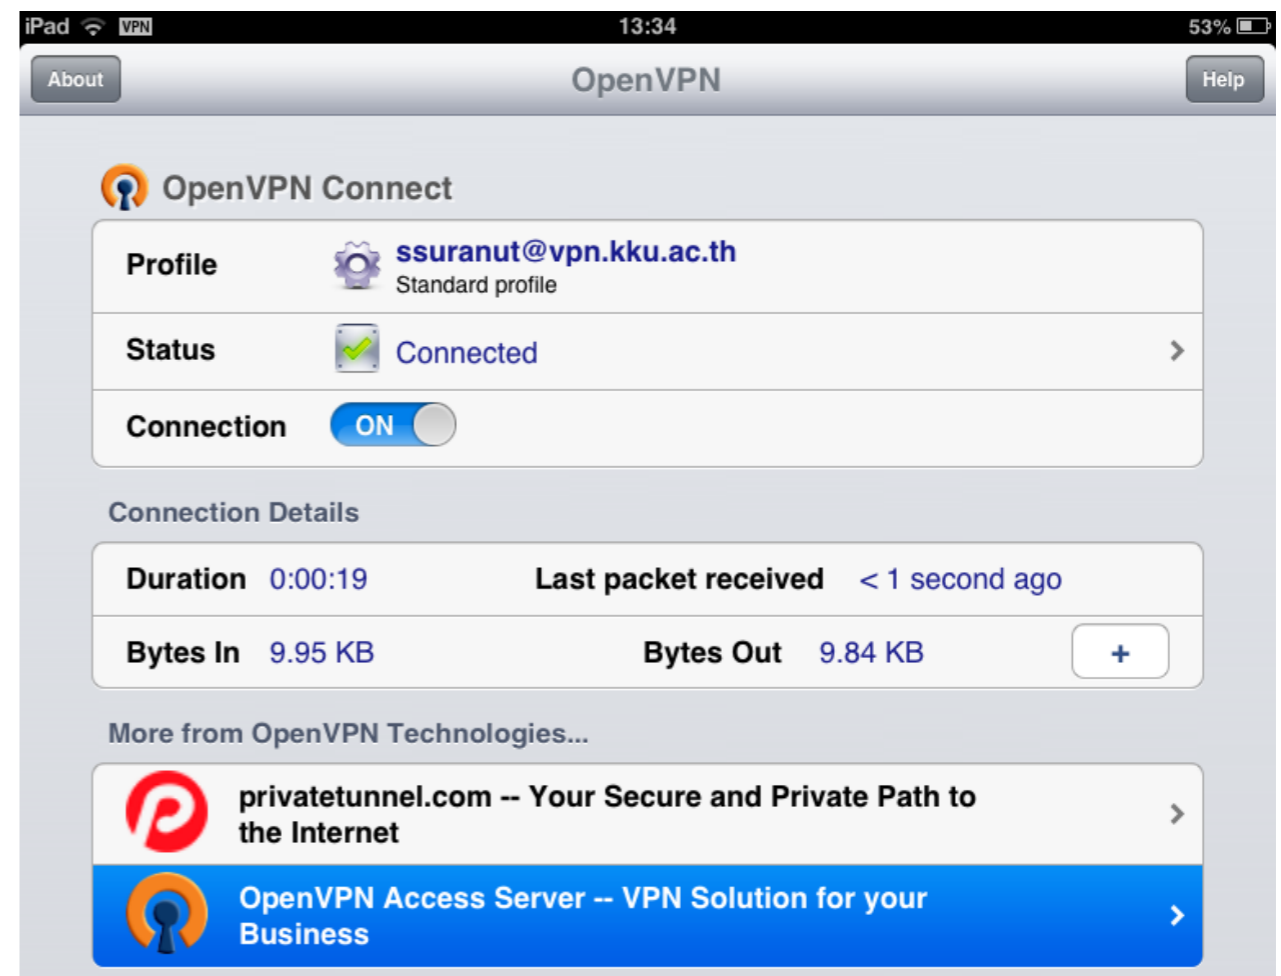 iPad VPN 13:34 53%
About OpenVPN Help
OpenVPN Connect
Profile ssuranut@vpn.kku.ac.th
Standard profile
Status Connected
Connection ON
Connection Details
Duration 0:00:19 Last packet received < 1 second ago
Bytes In 9.95 KB Bytes Out 9.84 KB +
More from OpenVPN Technologies...
privatetunnel.com -- Your Secure and Private Path to
the Internet
OpenVPN Access Server -- VPN Solution for your
Business